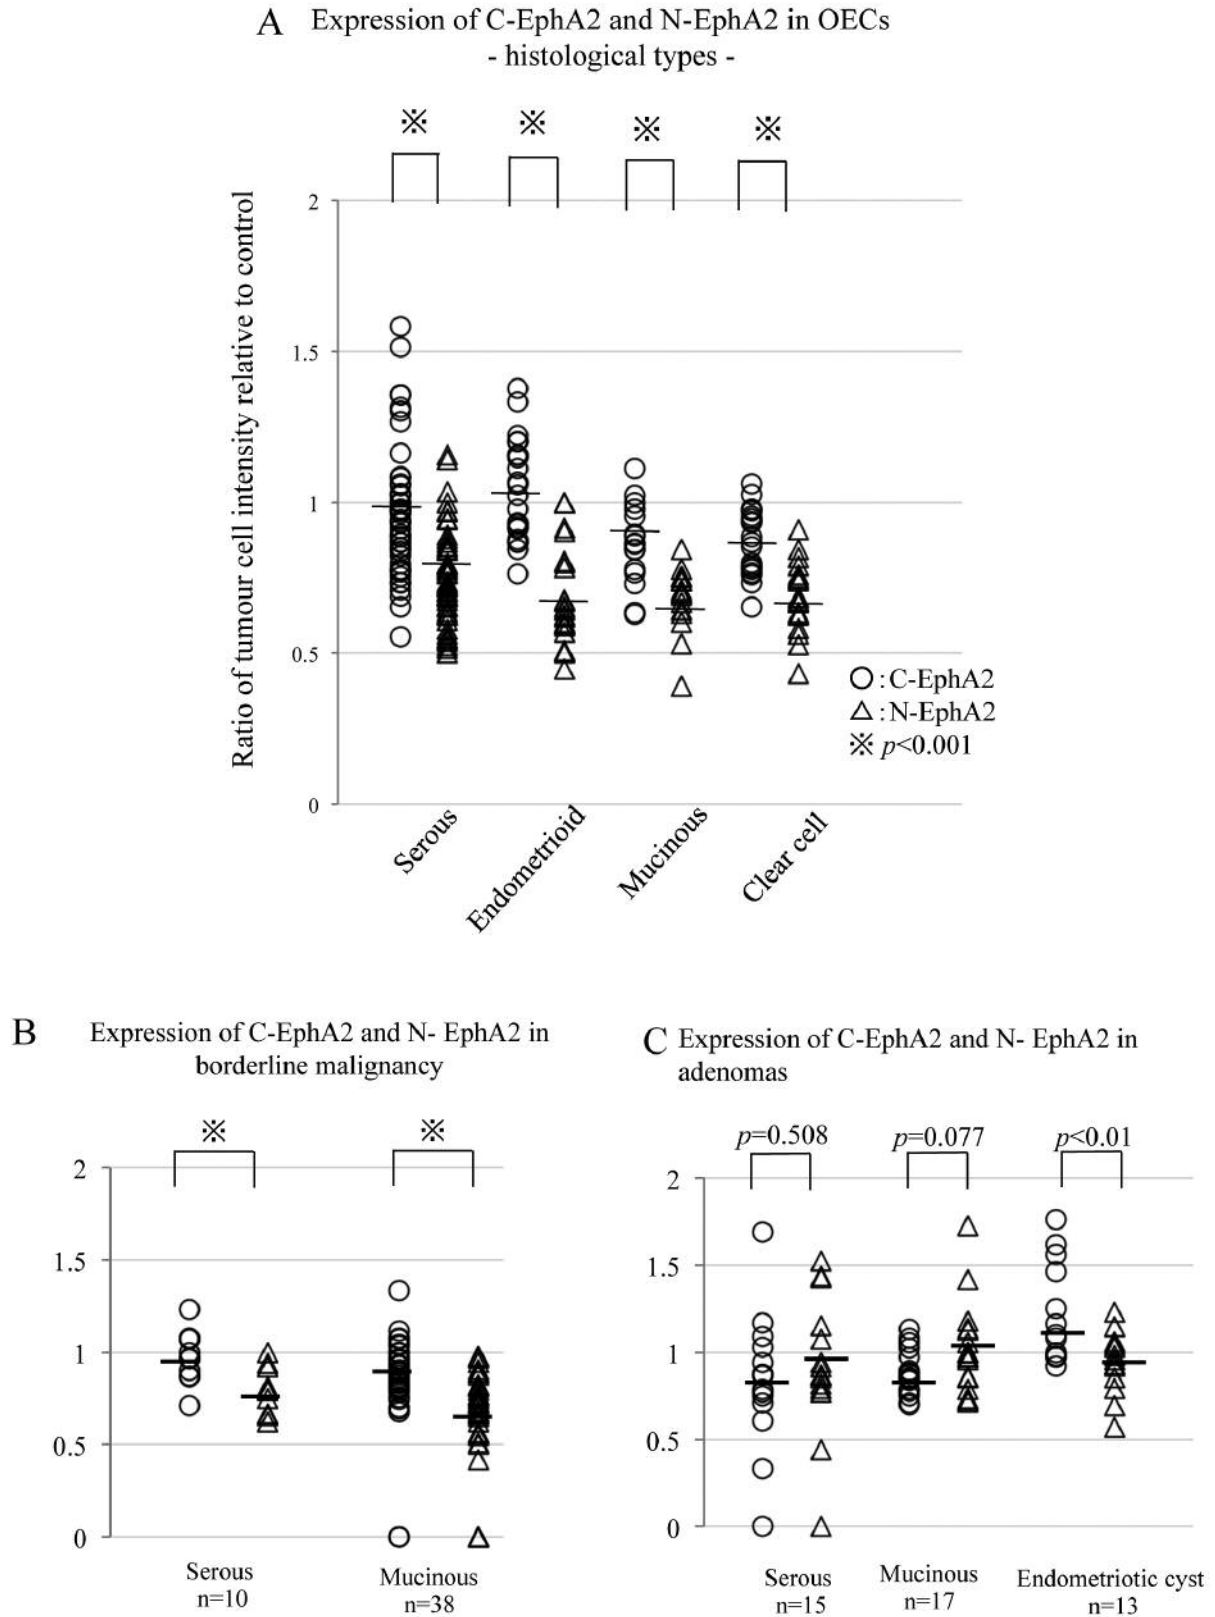 A Expression of C-EphA2 and N-EphA2 in OECs
- histological types -
※ ※ ※ ※
Ratio of tumour cell intensity relative to control
2
1.5
1
0.5
0
○ : C-EphA2
△ : N-EphA2
※ p<0.001
Serous Endometrioid Mucinous Clear cell
B Expression of C-EphA2 and N- EphA2 in
borderline malignancy
※ ※
2
1.5
1
0.5
0
Serous Mucinous
n=10 n=38
C Expression of C-EphA2 and N- EphA2 in
adenomas
p=0.508 p=0.077 p<0.01
2
1.5
1
0.5
0
Serous Mucinous Endometriotic cyst
n=15 n=17 n=13